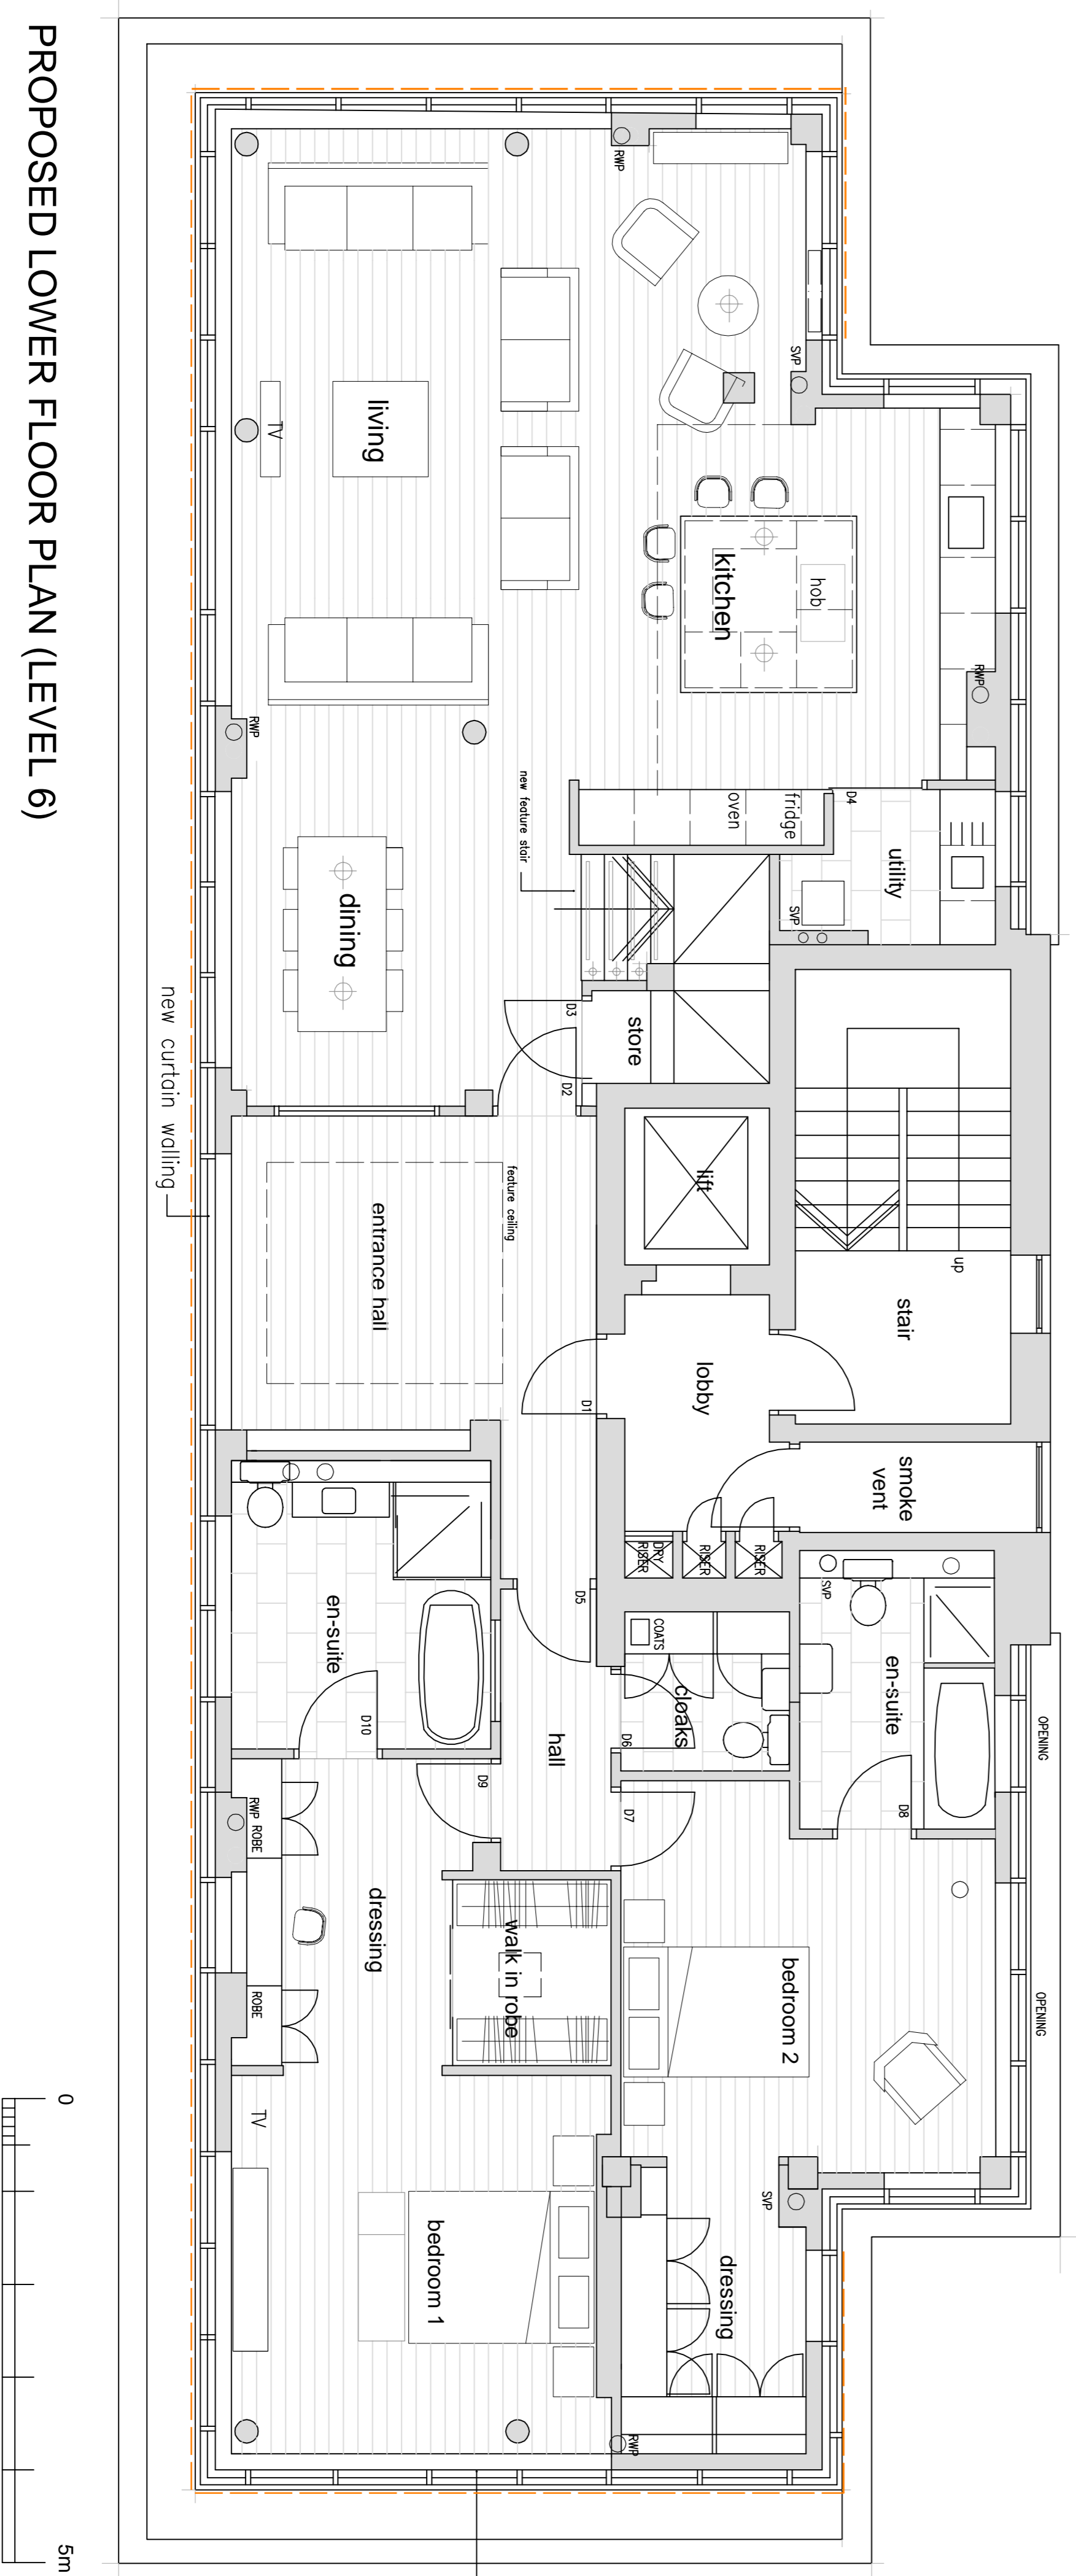 PROPOSED LOWER FLOOR PLAN (LEVEL 6)
OPENING
OPENING
RWP
SVP
living
TV
kitchen
hob
RWP
RWP
D4
fridge
oven
utility
SVP
new feature stair
dining
D3
store
D2
new curtain walling
feature ceiling
entrance hall
lift
up
stair
lobby
D1
smoke
vent
DRY
RISER
RISER
RISER
SVP
en-suite
en-suite
D5
COATS
cloaks
D6
D8
D10
hall
D9
D7
RWP
ROBE
dressing
walk in robe
ROBE
bedroom 2
TV
bedroom 1
SVP
dressing
RWP
0
5m